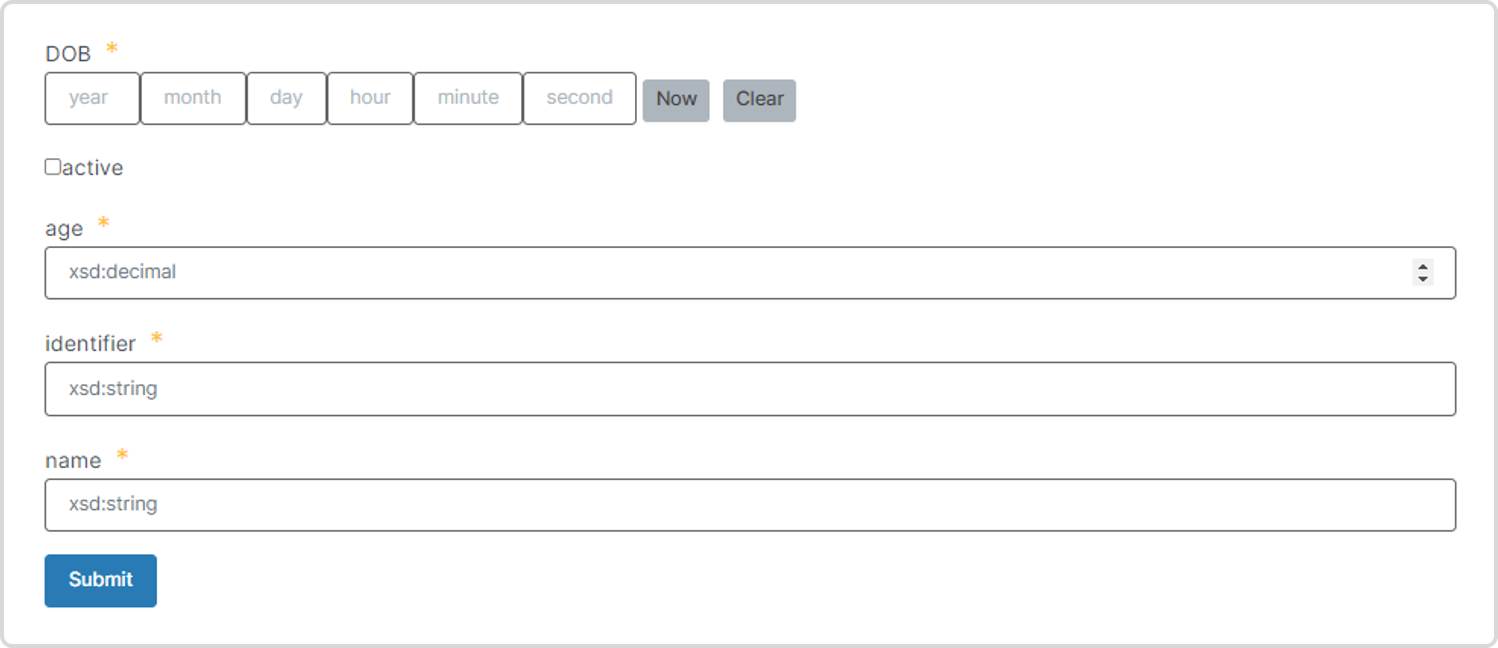 DOB *
year month day hour minute second Now Clear
active
age *
xsd:decimal
identifier *
xsd:string
name *
xsd:string
Submit